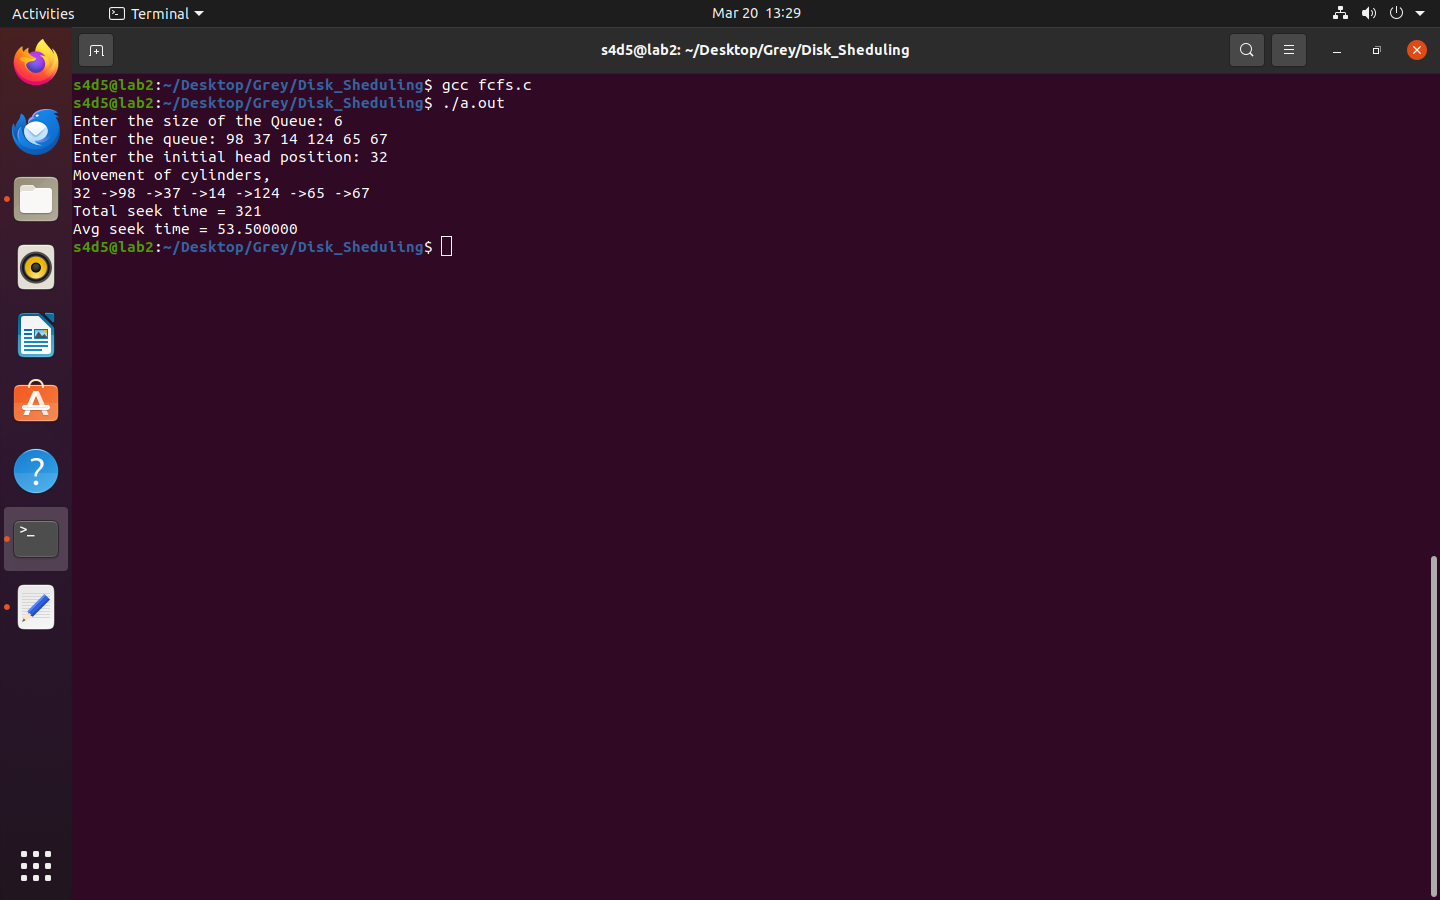 Activities
Terminal
Mar 20 13:29
s4d5@lab2: ~/Desktop/Grey/Disk_Sheduling
s4d5@lab2:~/Desktop/Grey/Disk_Sheduling$ gcc fcfs.c
s4d5@lab2:~/Desktop/Grey/Disk_Sheduling$ ./a.out
Enter the size of the Queue: 6
Enter the queue: 98 37 14 124 65 67
Enter the initial head position: 32
Movement of cylinders,
32 ->98 ->37 ->14 ->124 ->65 ->67
Total seek time = 321
Avg seek time = 53.500000
s4d5@lab2:~/Desktop/Grey/Disk_Sheduling$